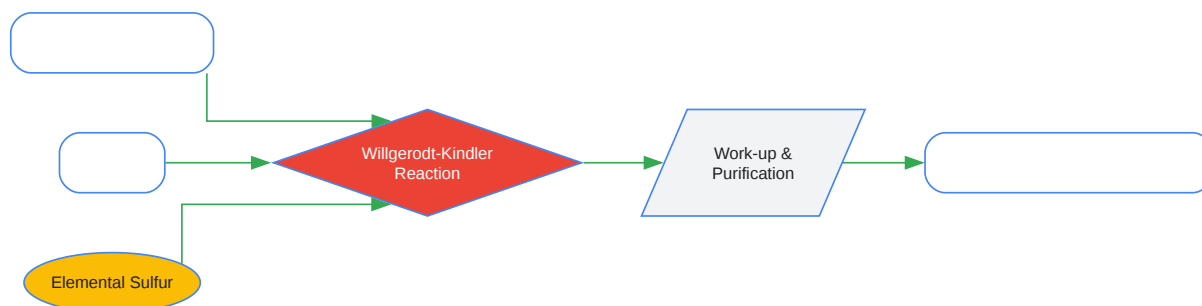 Willgerodt-Kindler
Reaction
Work-up &
Purification
Elemental Sulfur